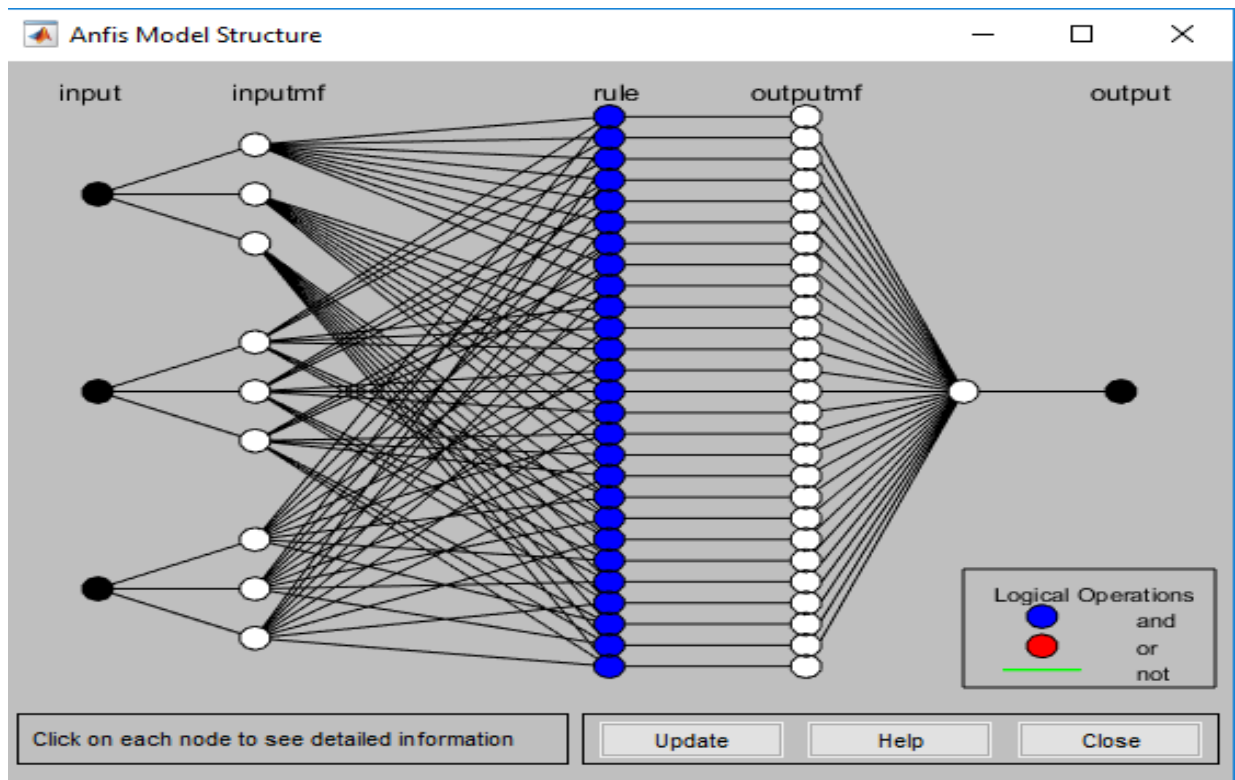 Anfis Model Structure
input inputmf rule outputmf output
Logical Operations
and
or
not
Click on each node to see detailed information
Update Help Close